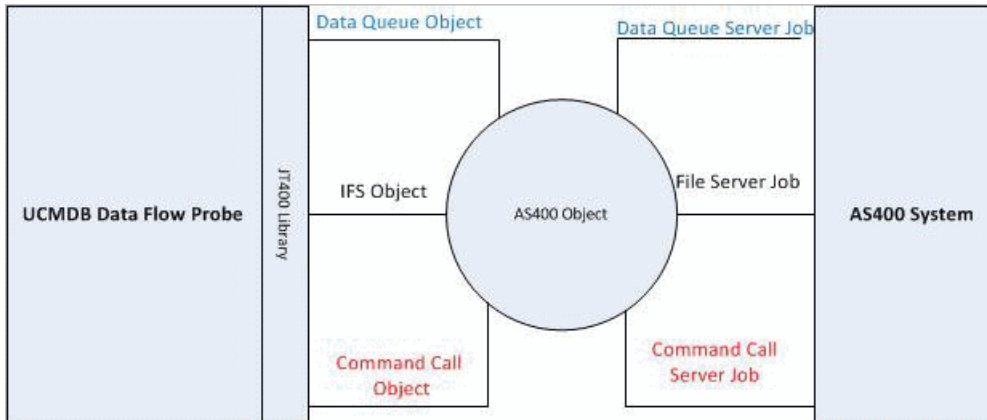 Data Queue Object
Data Queue Server Job
UCMDB Data Flow Probe
JT400 Library
IFS Object
AS400 Object
File Server Job
AS400 System
Command Call
Object
Command Call
Server Job